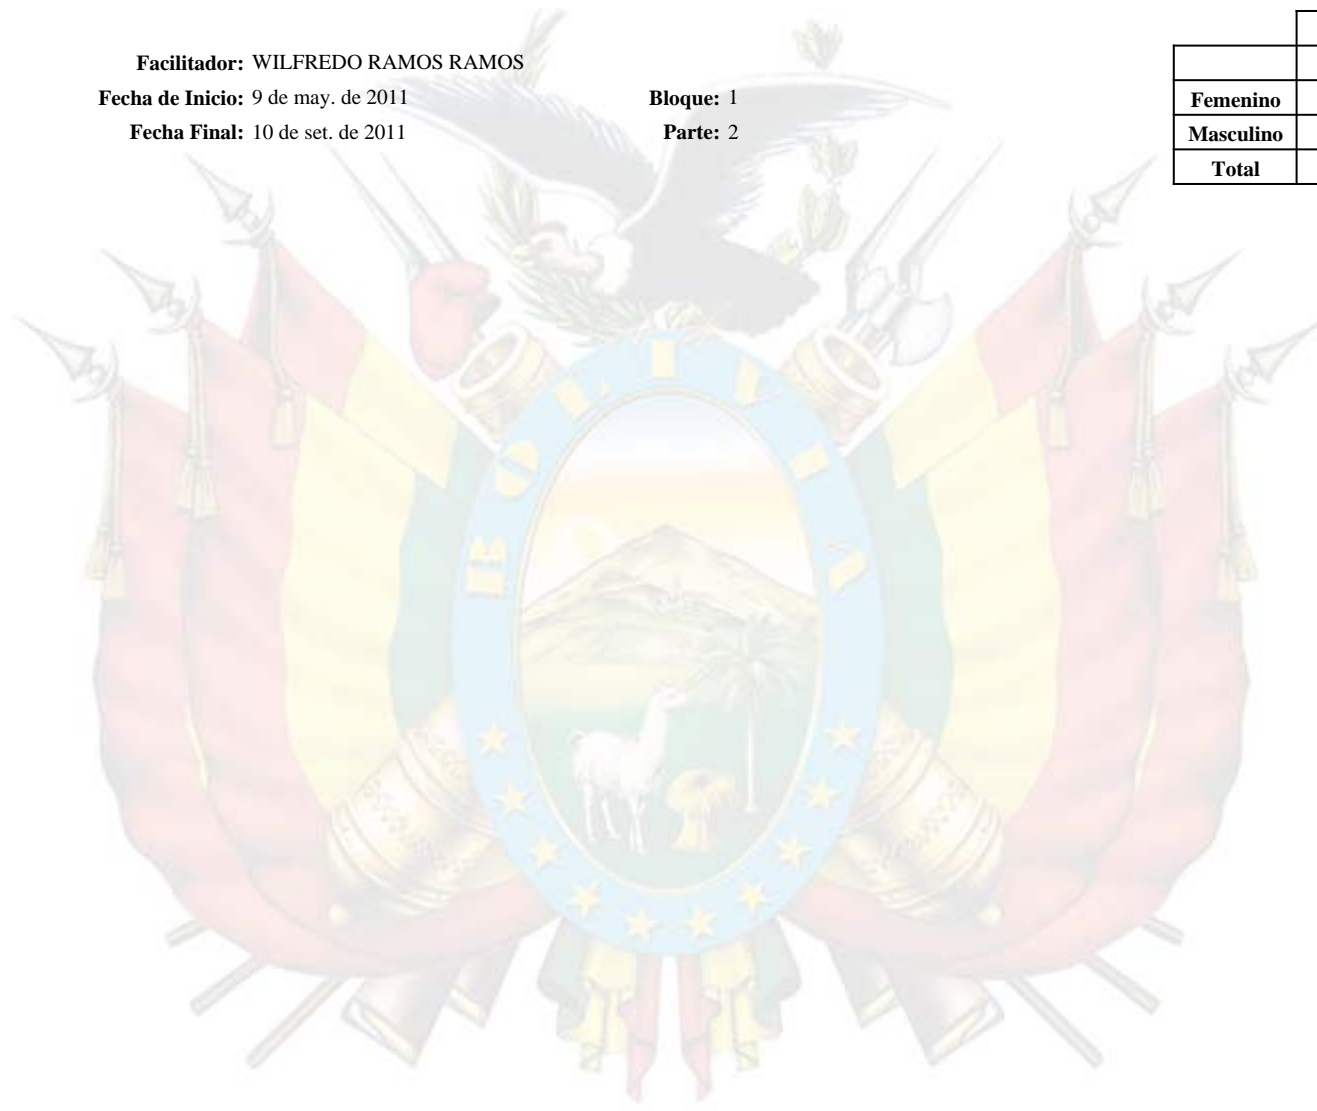 Facilitador: WILFREDO RAMOS RAMOS
Fecha de Inicio: 9 de may. de 2011 Bloque: 1
Fecha Final: 10 de set. de 2011 Parte: 2
Femenino
Masculino
Total
BOLIVIA